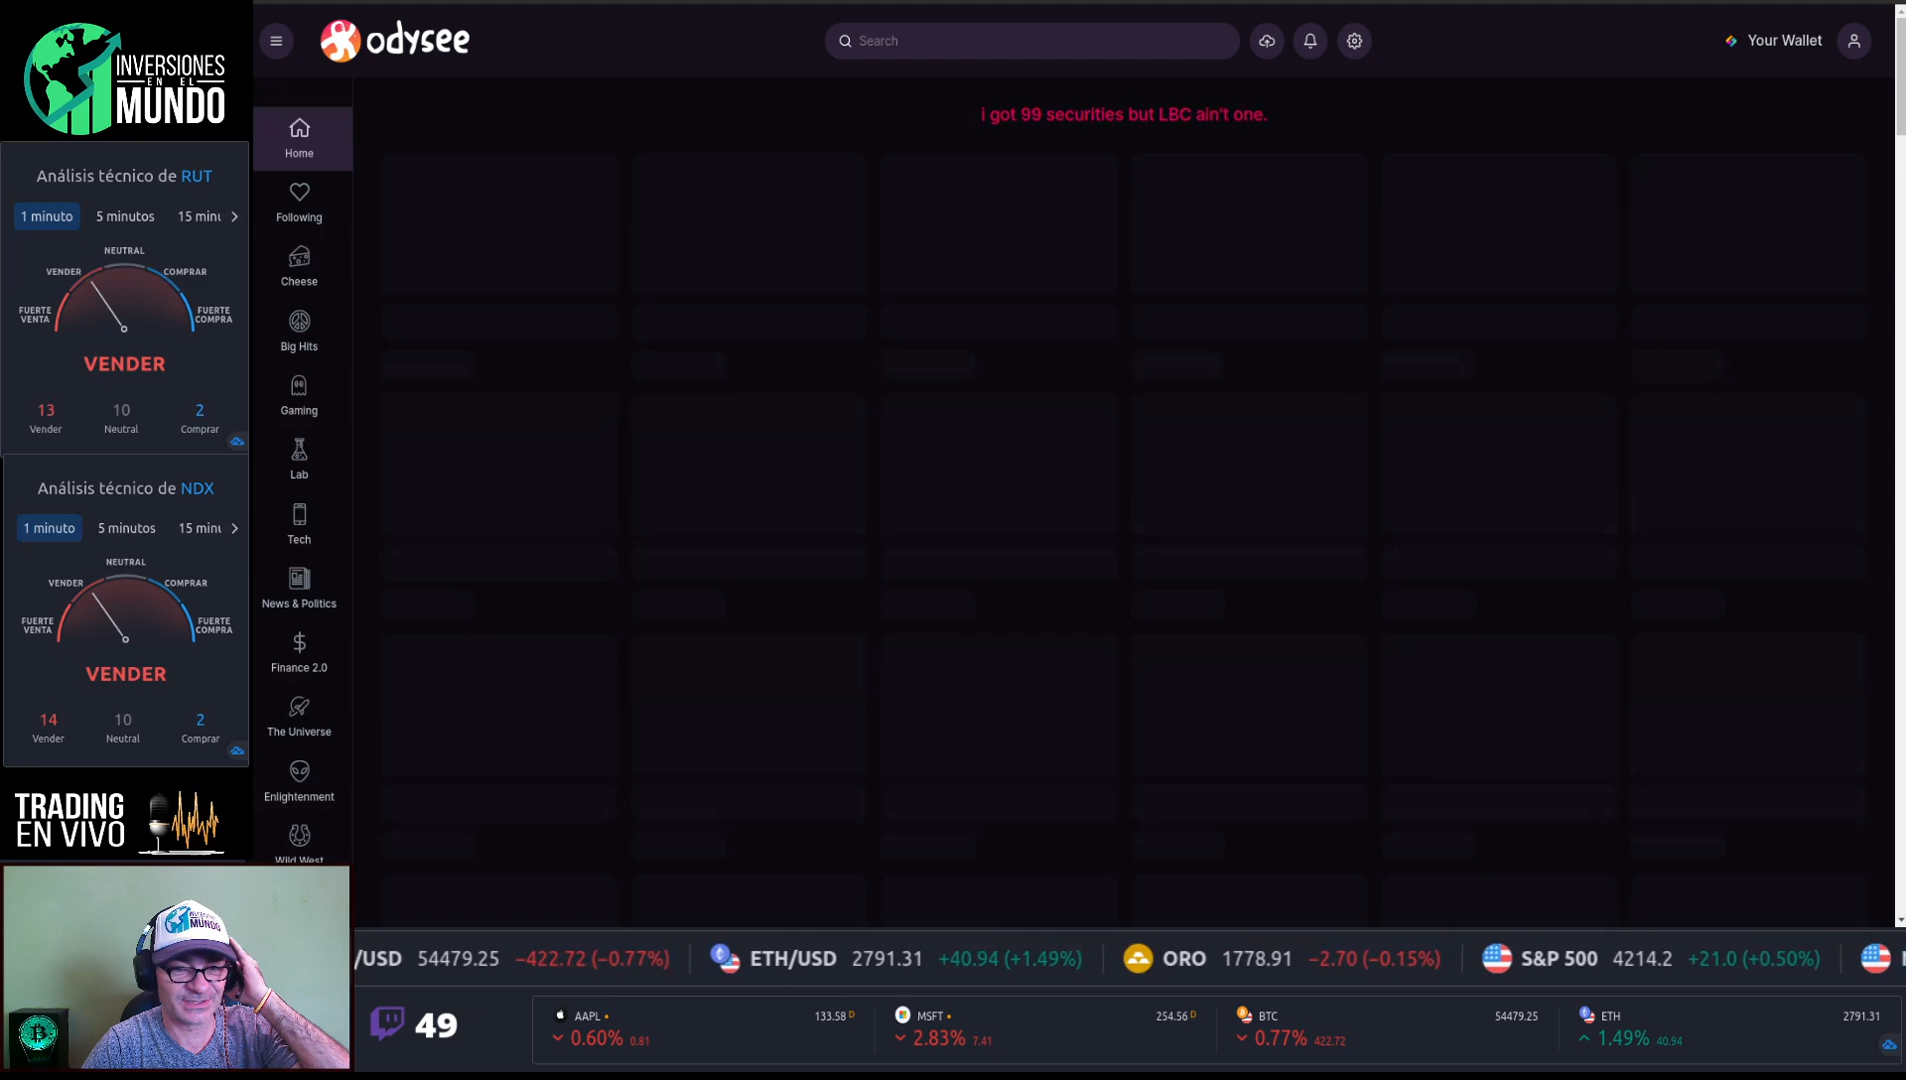 INVERSIONES
EN EL
MUNDO
Análisis técnico de RUT
1 minuto
5 minutos
15 minu
NEUTRAL
VENDER
COMPRAR
FUERTE
VENTA
FUERTE
COMPRA
VENDER
13
10
2
Vender
Neutral
Comprar
Análisis técnico de NDX
1 minuto
5 minutos
15 minu
NEUTRAL
VENDER
COMPRAR
FUERTE
VENTA
FUERTE
COMPRA
VENDER
14
10
2
Vender
Neutral
Comprar
TRADING
EN VIVO
odysee
Search
Your Wallet
Home
Following
Cheese
Big Hits
Gaming
Lab
Tech
News & Politics
Finance 2.0
The Universe
Enlightenment
Wild West
i got 99 securities but LBC ain't one.
MUNDO
/USD 54479.25 −422.72 (−0.77%)
ETH/USD 2791.31 +40.94 (+1.49%)
ORO 1778.91 −2.70 (−0.15%)
S&P 500 4214.2 +21.0 (+0.50%)
49
AAPL 133.58 D
0.60% 0.81
MSFT 254.56 D
2.83% 7.41
BTC 54479.25
0.77% 422.72
ETH 2791.31
1.49% 40.94